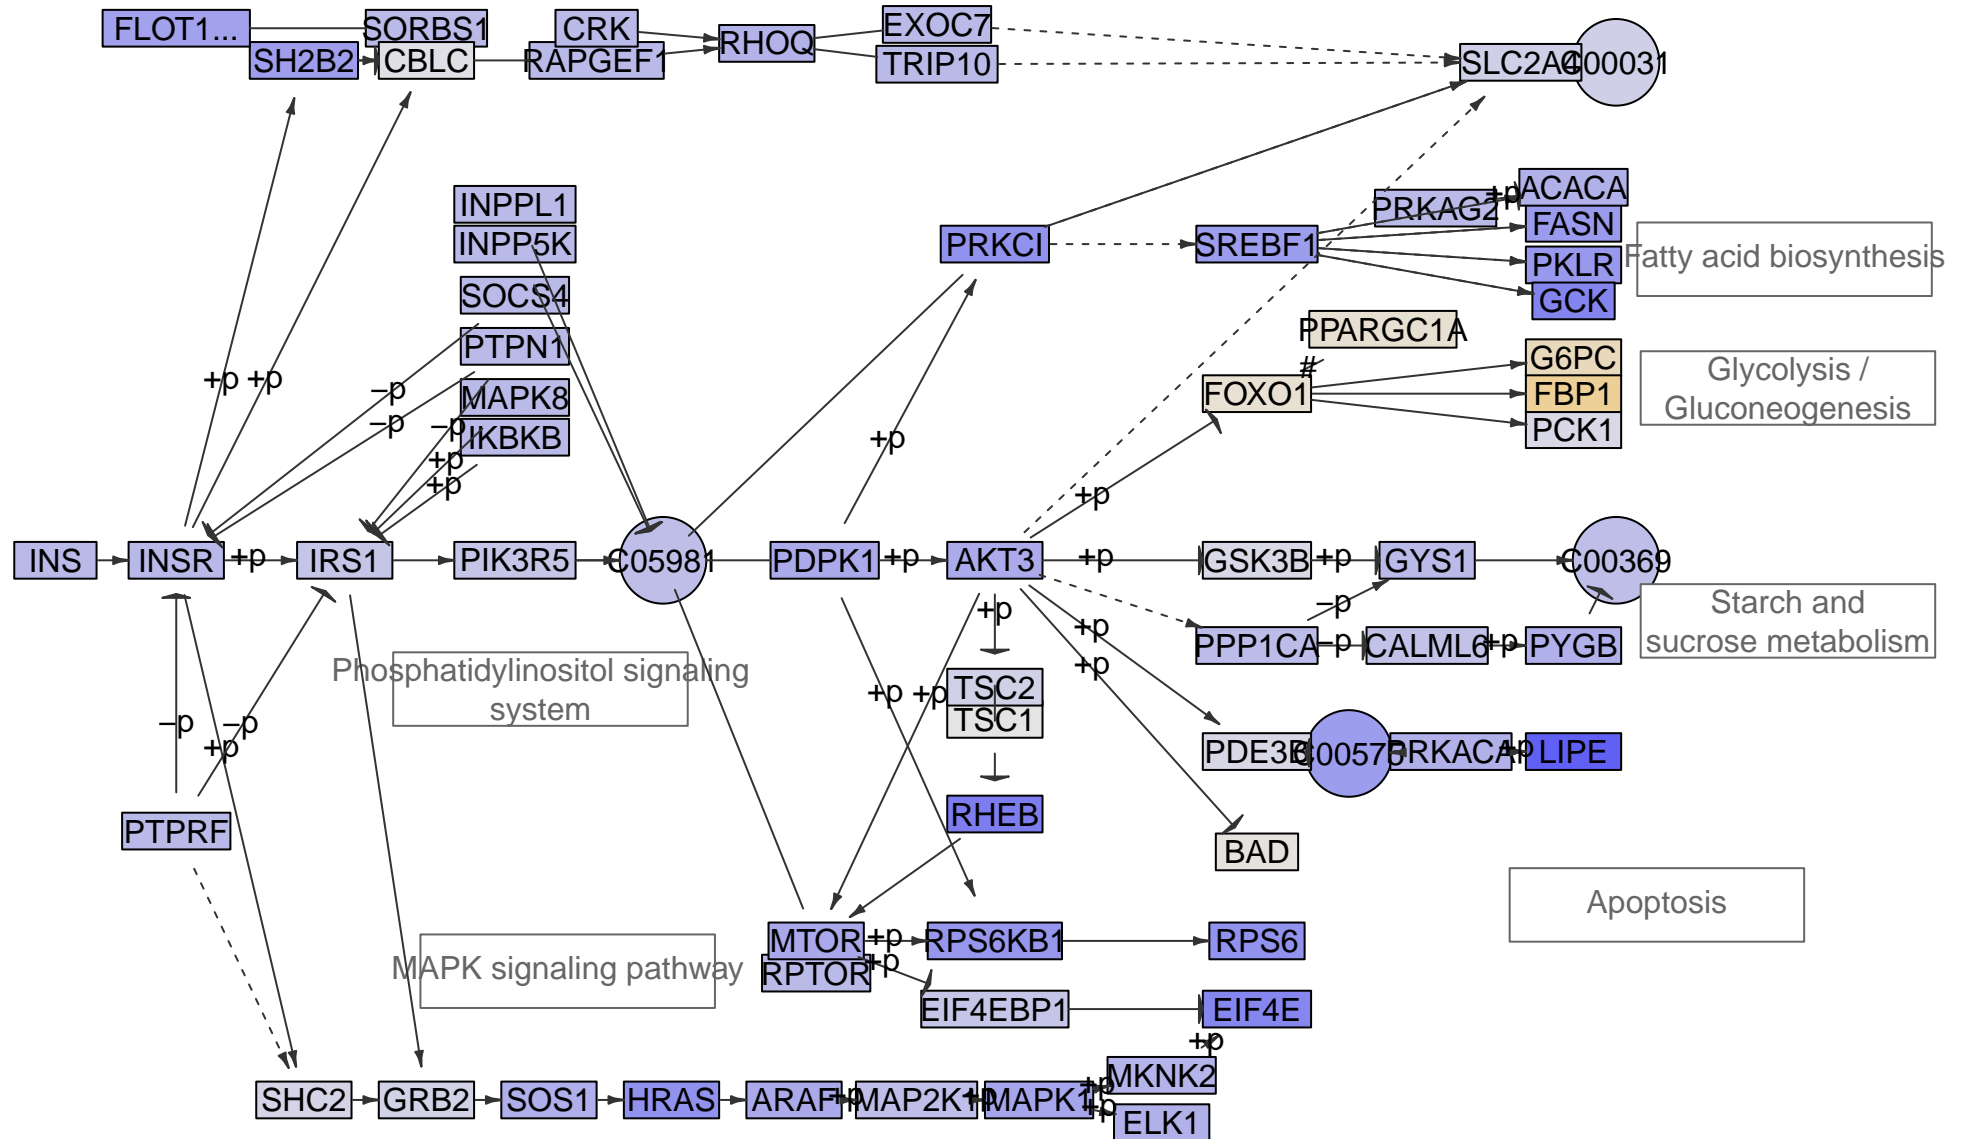 FLOT1...
SORBS1
CRK
EXOC7
SH2B2
CBLC
RAPGEF1
RHOQ
TRIP10
SLC2A4
C00031
INPPL1
INPP5K
SOCS4
PTPN1
MAPK8
IKBKB
PRKCI
SREBF1
PRKAG2
+p
ACACA
FASN
PKLR
GCK
Fatty acid biosynthesis
PPARGC1A
#
FOXO1
G6PC
FBP1
PCK1
Glycolysis /
Gluconeogenesis
+p
+p
−p
−p
−p
+p
+p
+p
+p
INS
INSR
+p
IRS1
PIK3R5
C05981
PDPK1
+p
AKT3
+p
GSK3B
+p
GYS1
C00369
−p
PPP1CA
−p
CALML6
+p
PYGB
Starch and
sucrose metabolism
+p
+p
+p
Phosphatidylinositol signaling
system
−p
−p
+p
+p
+p
TSC2
TSC1
PDE3B
C00575
PRKACA
+p
LIPE
RHEB
PTPRF
BAD
Apoptosis
MAPK signaling pathway
MTOR
RPTOR
+p
+p
RPS6KB1
RPS6
EIF4EBP1
EIF4E
+p
SHC2
GRB2
SOS1
HRAS
ARAF
+p
MAP2K1
+p
MAPK1
+p
+p
MKNK2
ELK1